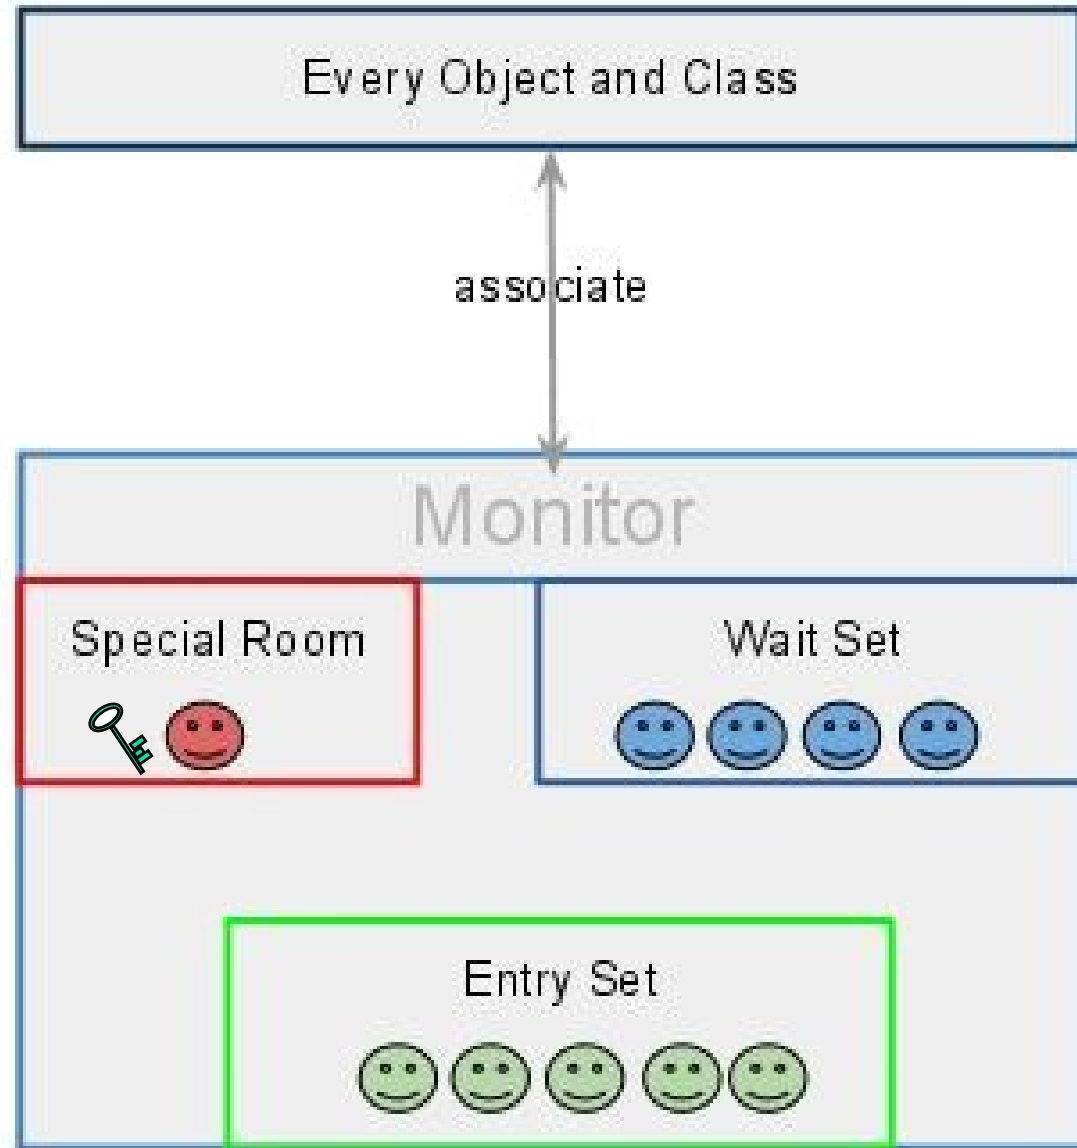 Every Object and Class
associate
Monitor
Special Room
Wait Set
Entry Set